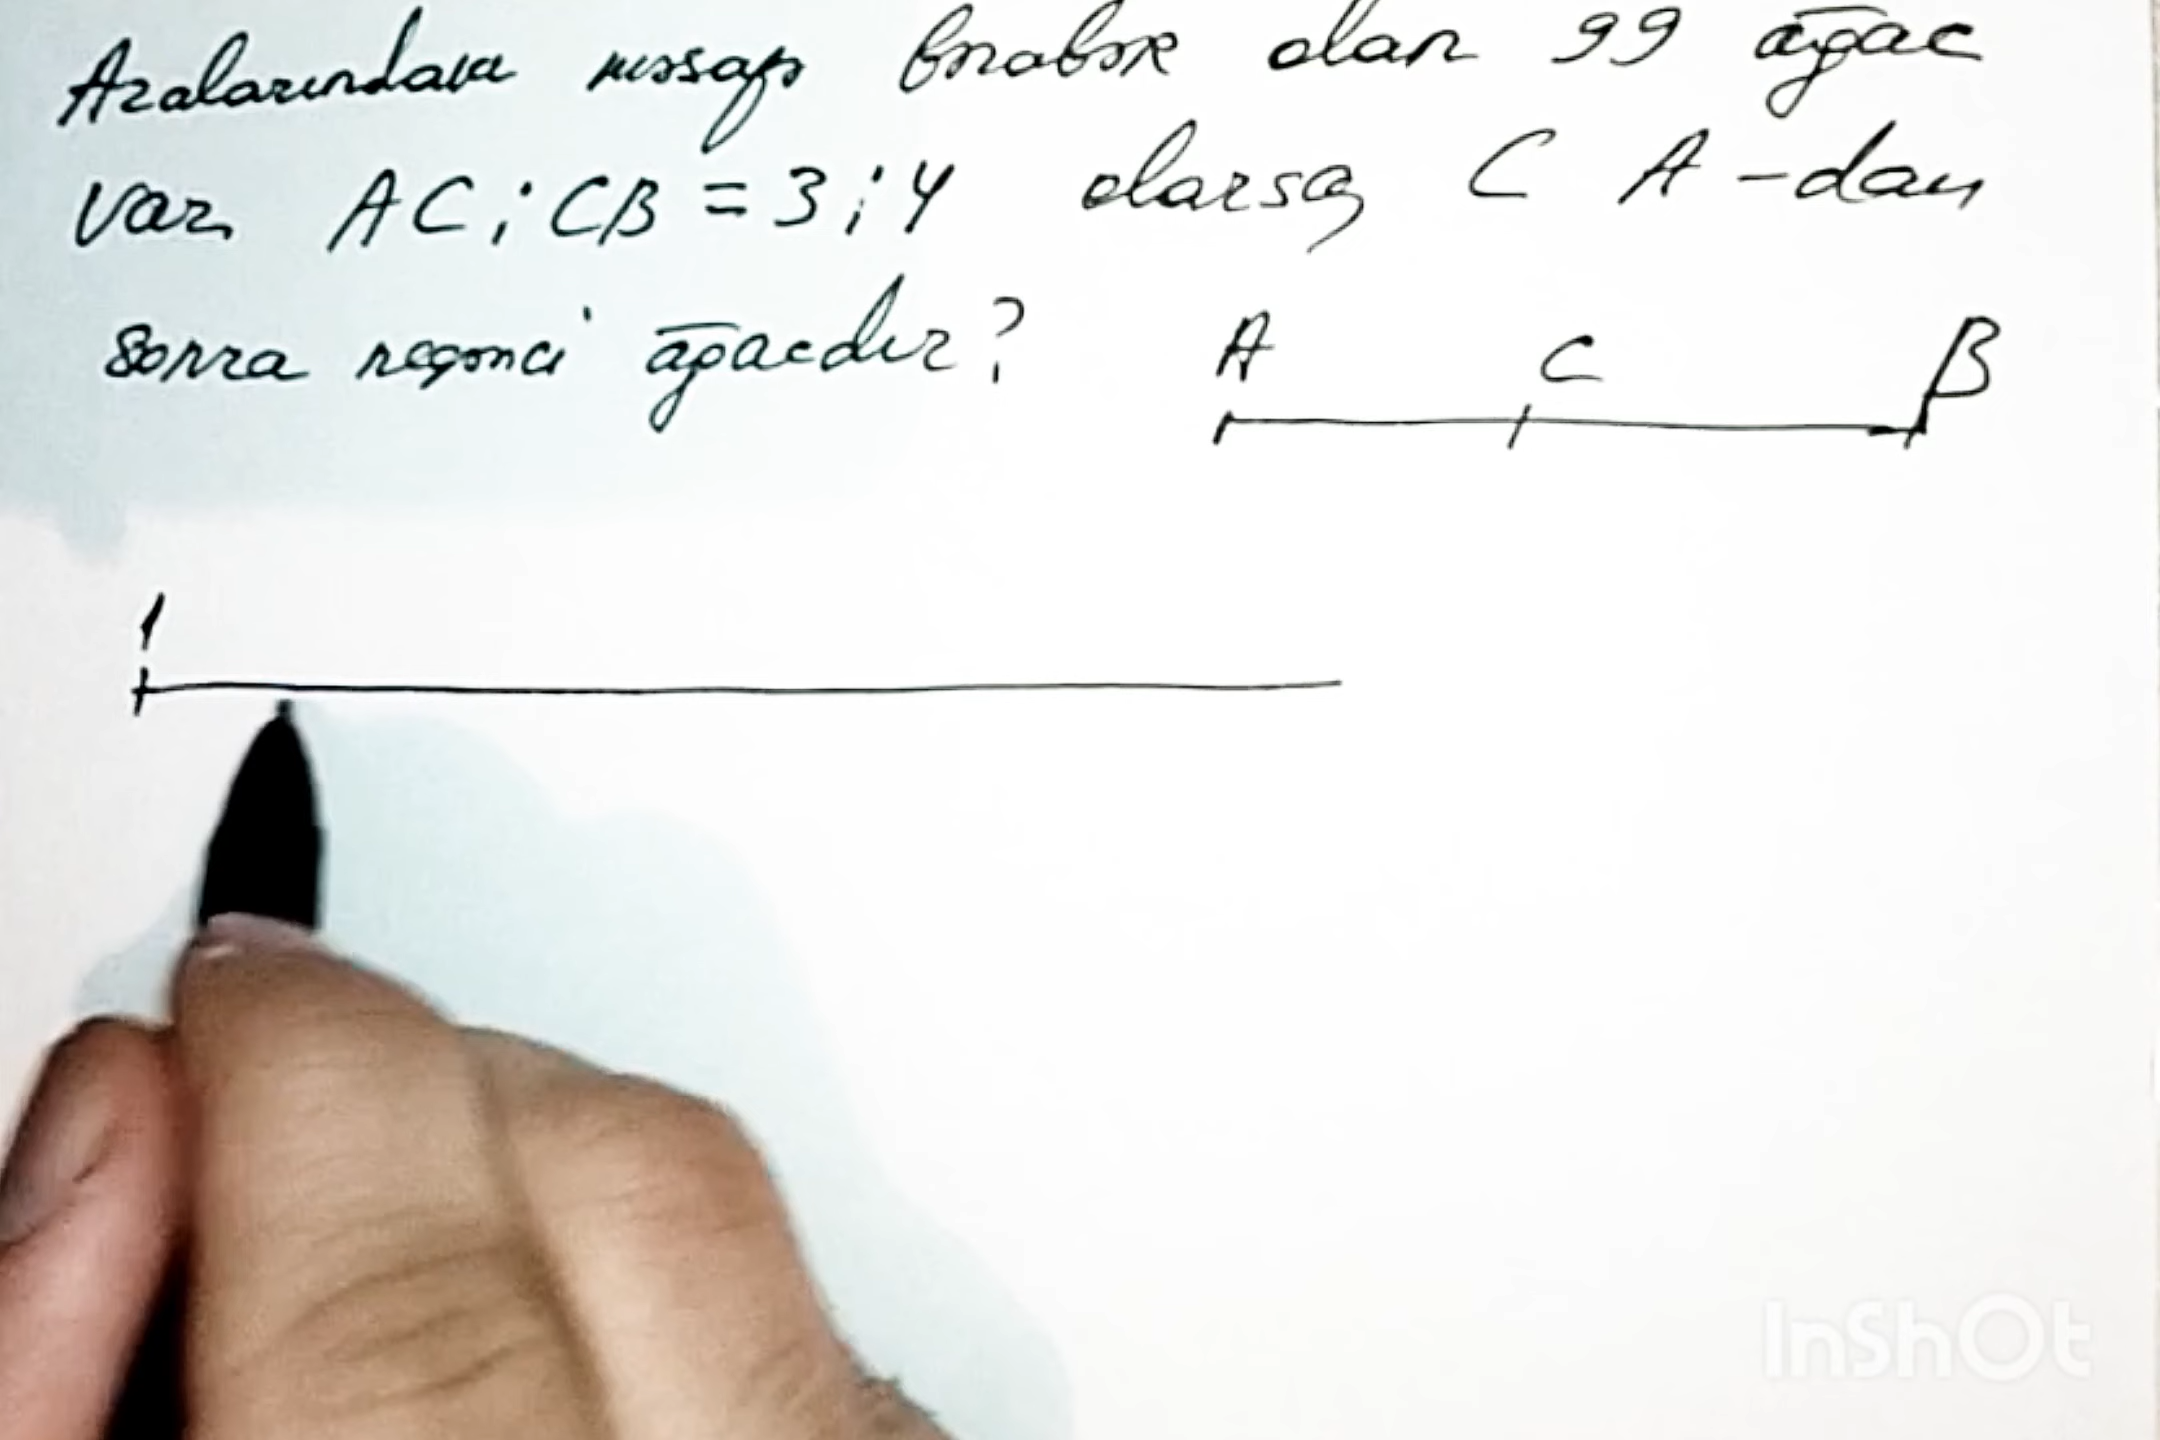 Aralarındakı məsafə bərabər olan 99 ağac
var AC:CB=3:4 olarsa, C A-dan
sonra neçənci ağacdır?
A C B
1
InShOt